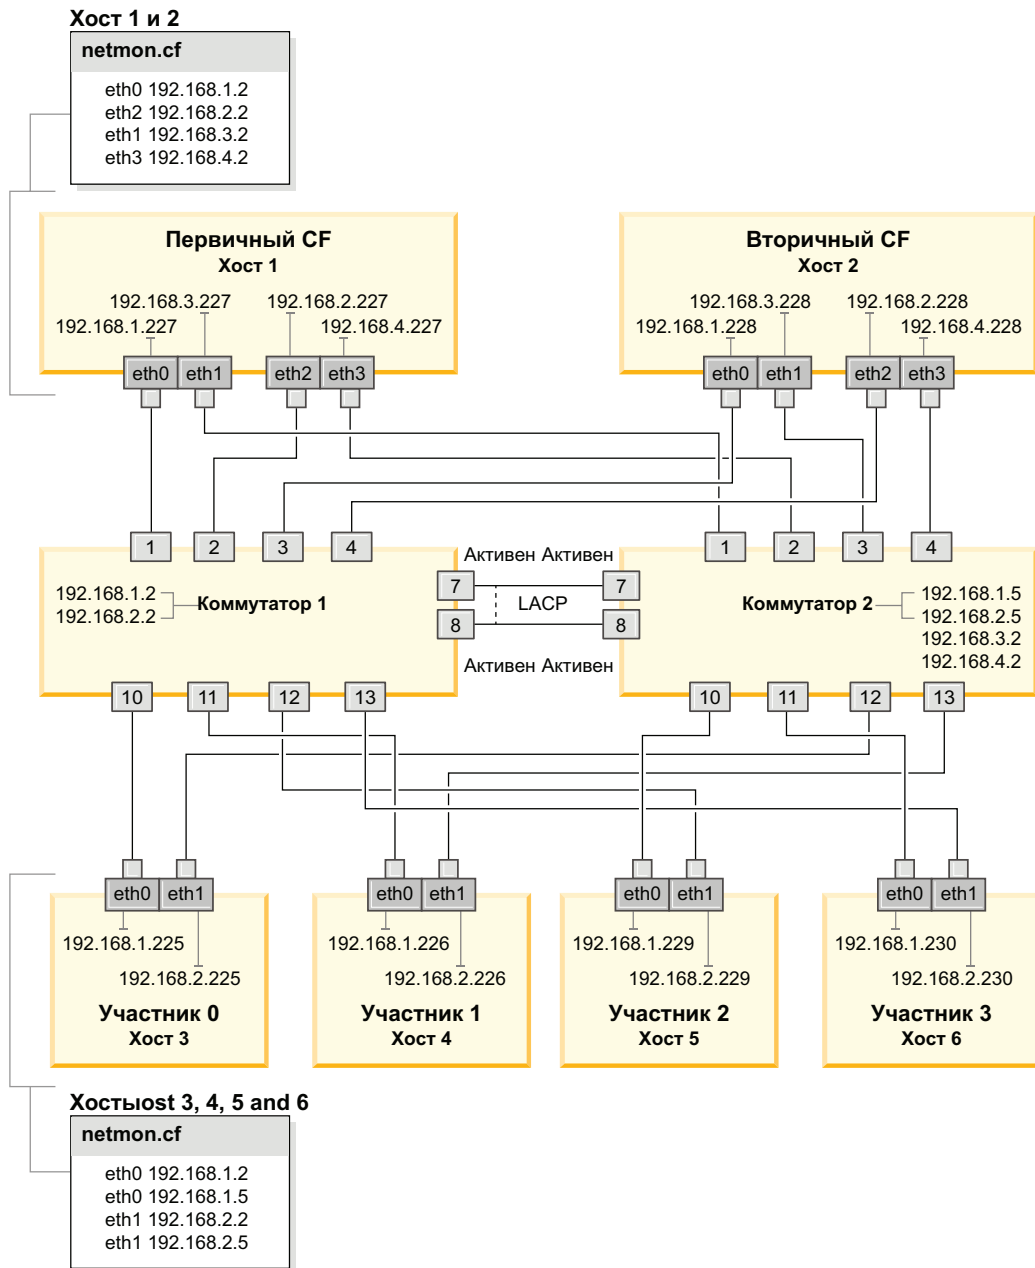 Хост 1 и 2
netmon.cf
eth0 192.168.1.2
eth2 192.168.2.2
eth1 192.168.3.2
eth3 192.168.4.2
Первичный CF
Хост 1
192.168.3.227 192.168.2.227
192.168.1.227 192.168.4.227
eth0 eth1 eth2 eth3
Вторичный CF
Хост 2
192.168.3.228 192.168.2.228
192.168.1.228 192.168.4.228
eth0 eth1 eth2 eth3
1 2 3 4
1 2 3 4
192.168.1.2
192.168.2.2
Коммутатор 1
Активен Активен
7 7
LACP
8 8
Активен Активен
Коммутатор 2
192.168.1.5
192.168.2.5
192.168.3.2
192.168.4.2
10 11 12 13
10 11 12 13
eth0 eth1
192.168.1.225
192.168.2.225
Участник 0
Хост 3
eth0 eth1
192.168.1.226
192.168.2.226
Участник 1
Хост 4
eth0 eth1
192.168.1.229
192.168.2.229
Участник 2
Хост 5
eth0 eth1
192.168.1.230
192.168.2.230
Участник 3
Хост 6
Хостыost 3, 4, 5 and 6
netmon.cf
eth0 192.168.1.2
eth0 192.168.1.5
eth1 192.168.2.2
eth1 192.168.2.5